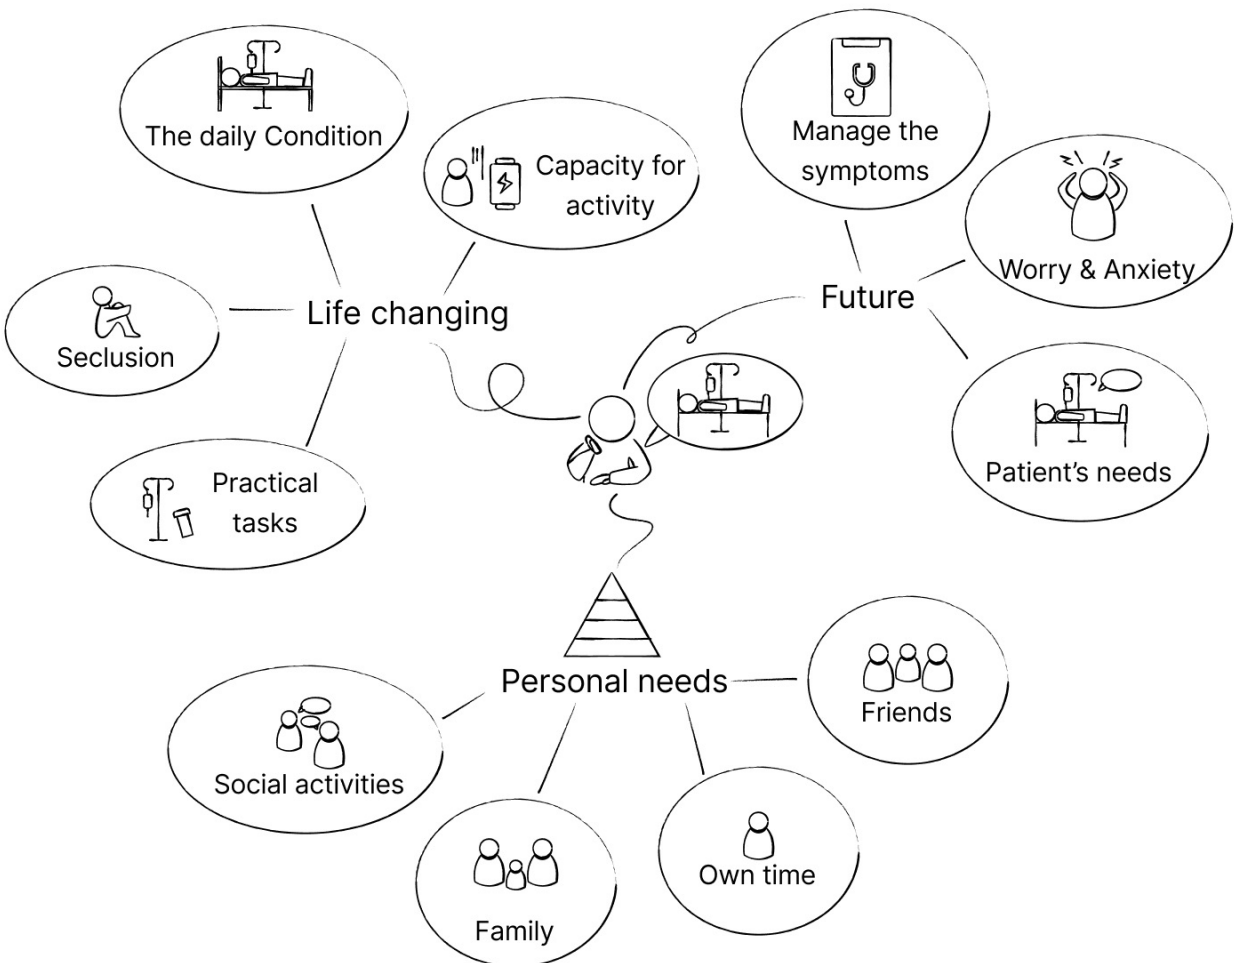 The daily Condition
Capacity for
activity
Seclusion
Life changing
Practical
tasks
Manage the
symptoms
Worry & Anxiety
Future
Patient’s needs
Personal needs
Friends
Social activities
Own time
Family